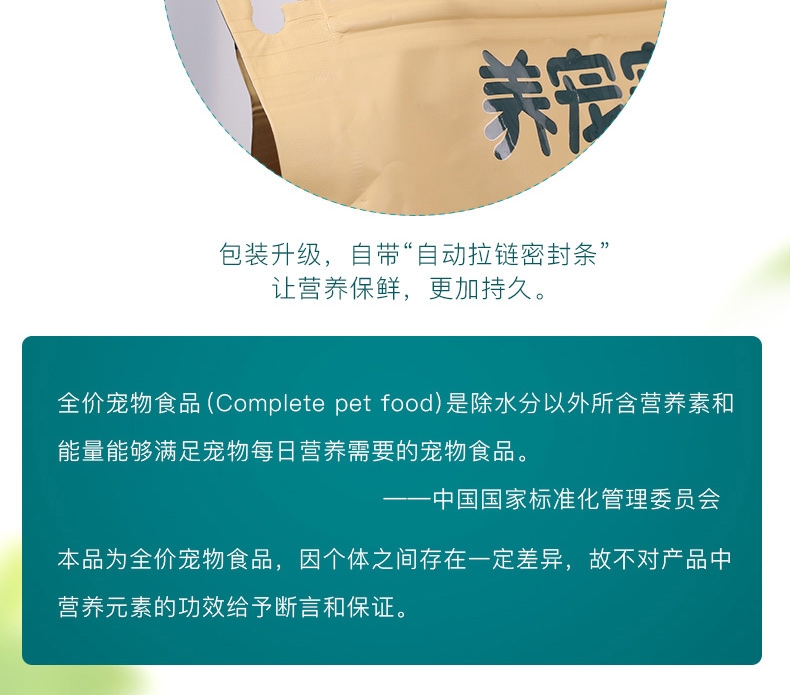 养宠
包装升级，自带“自动拉链密封条”
让营养保鲜，更加持久。
全价宠物食品(Complete pet food)是除水分以外所含营养素和
能量能够满足宠物每日营养需要的宠物食品。
——中国国家标准化管理委员会
本品为全价宠物食品，因个体之间存在一定差异，故不对产品中
营养元素的功效给予断言和保证。